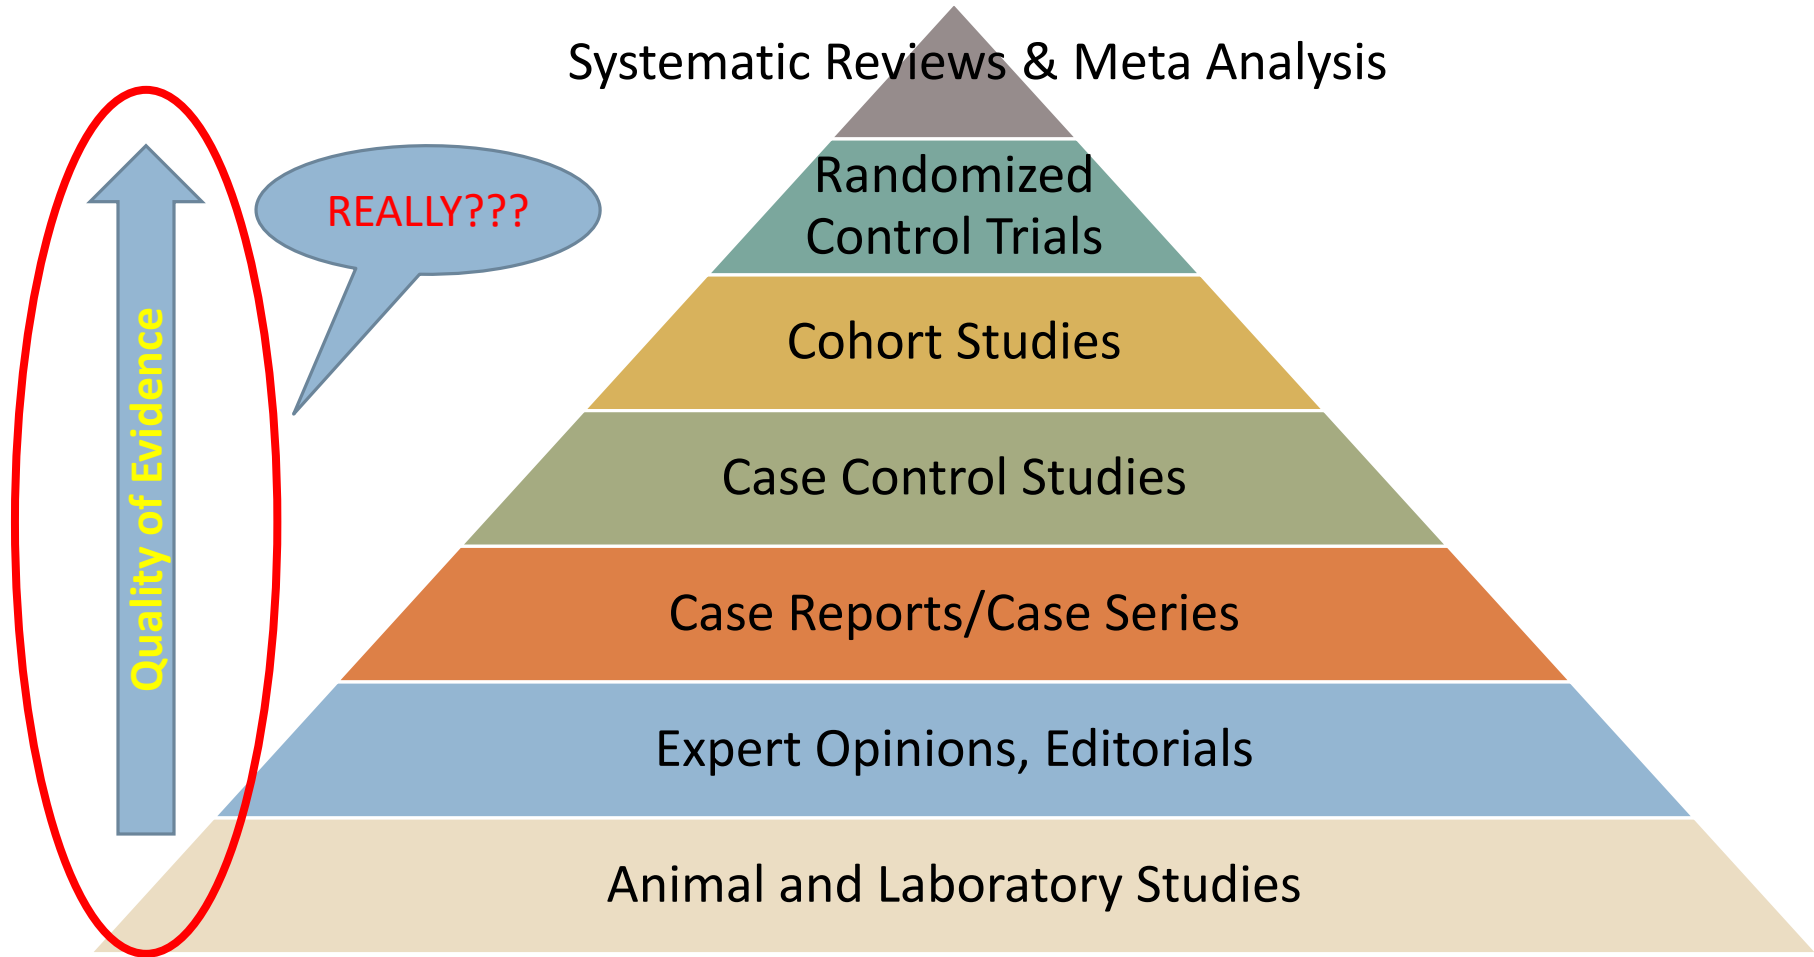 Systematic Reviews & Meta Analysis
Randomized
Control Trials
REALLY???
Cohort Studies
Quality of Evidence
Case Control Studies
Case Reports/Case Series
Expert Opinions, Editorials
Animal and Laboratory Studies